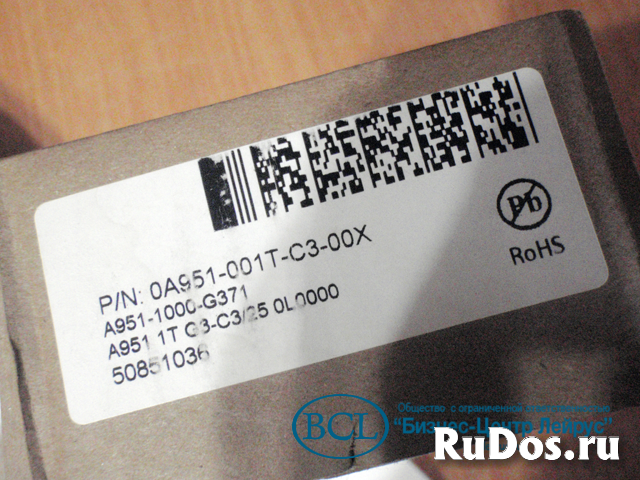 Pb
RoHS
P/N: 0A951-001T-C3-00X
A951-1000-G371
A951 1T C3-C3/25 0L0000
50851036
BCL
Общество с ограниченной ответственностью
"Бизнес-Центр Лейрус"
RuDos.ru